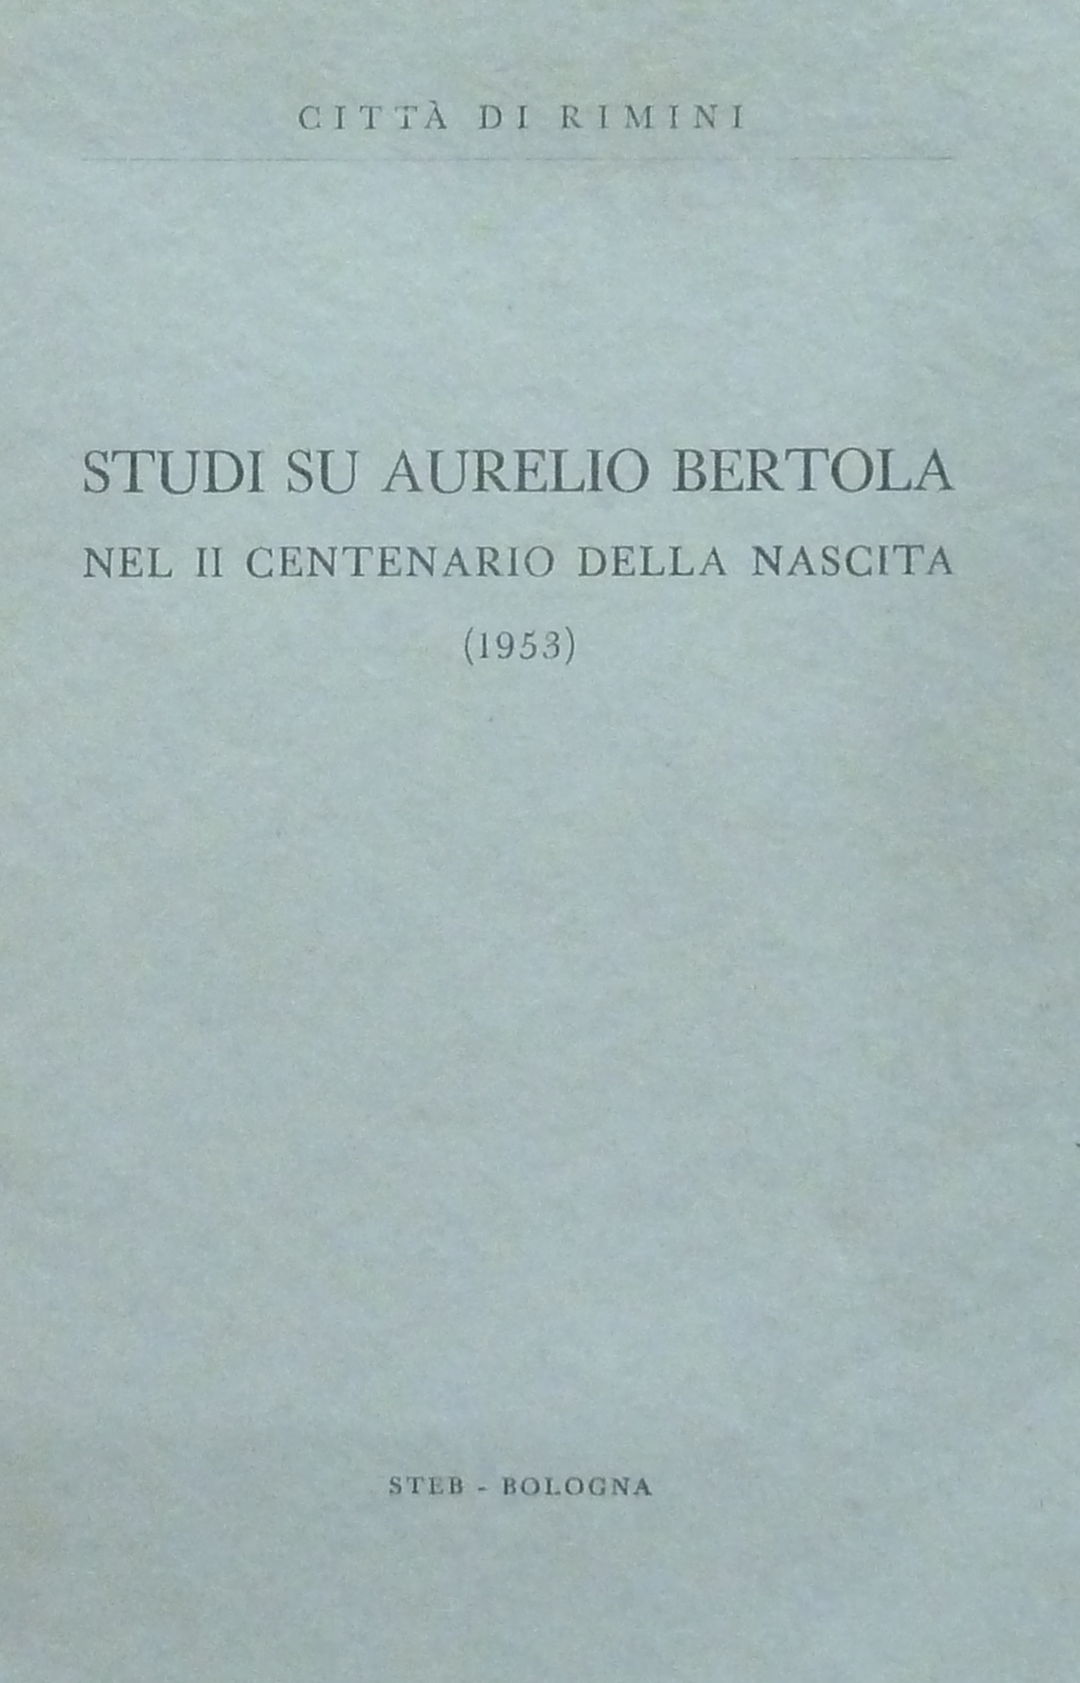 CITTÀ DI RIMINI
STUDI SU AURELIO BERTOLA
NEL II CENTENARIO DELLA NASCITA
(1953)
STEB - BOLOGNA